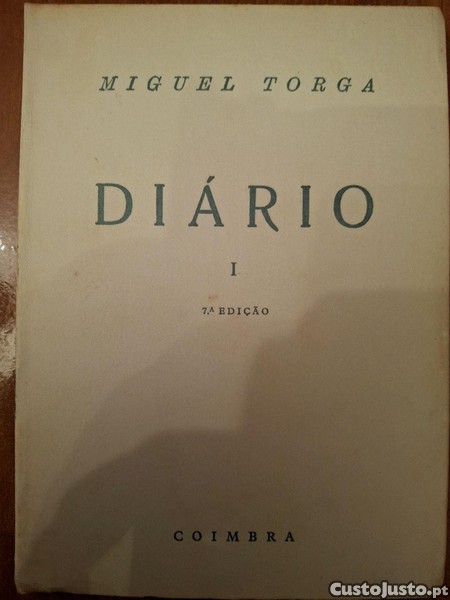 MIGUEL TORGA
DIÁRIO
I
7.ª EDIÇÃO
COIMBRA
CustoJusto.pt